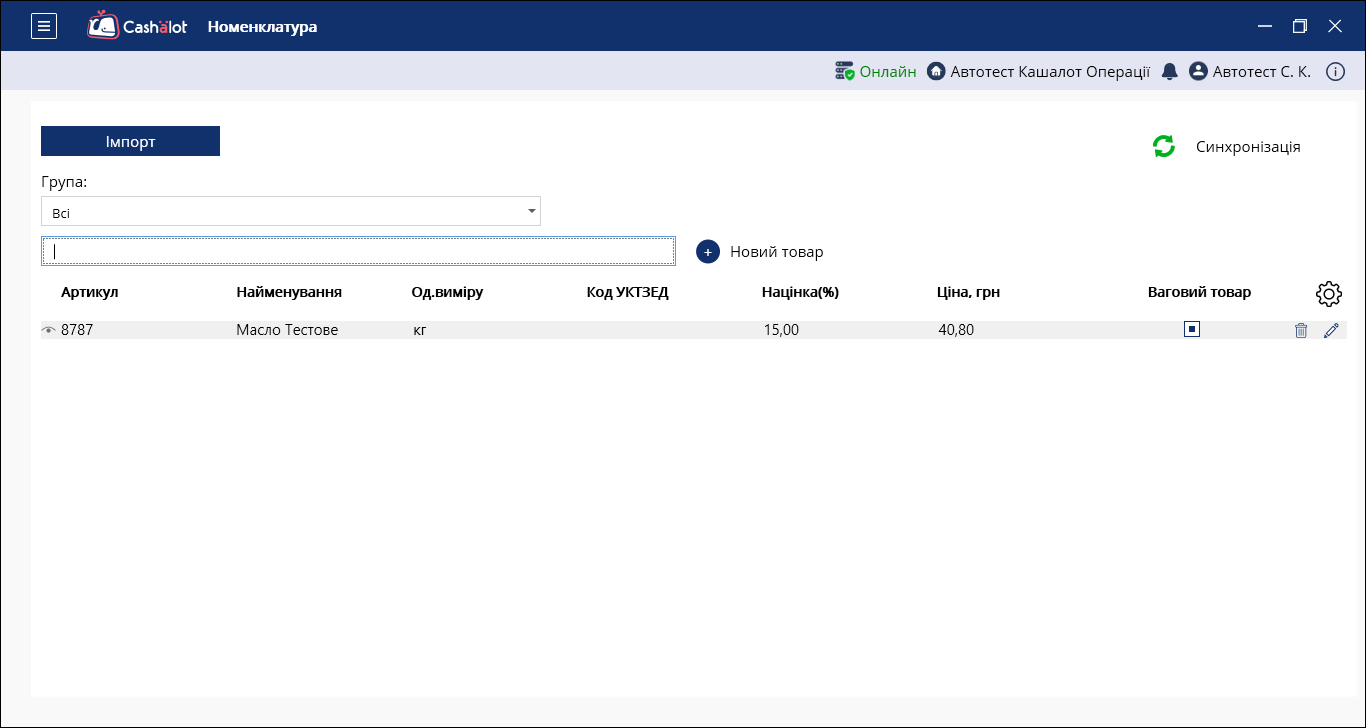 Cashalot Номенклатура
Онлайн Автотест Кашалот Операції Автотест С. К.
Імпорт
Синхронізація
Група:
Всі
Новий товар
Артикул Найменування Од.виміру Код УКТЗЕД Націнка(%) Ціна, грн Ваговий товар
8787 Масло Тестове кг 15,00 40,80